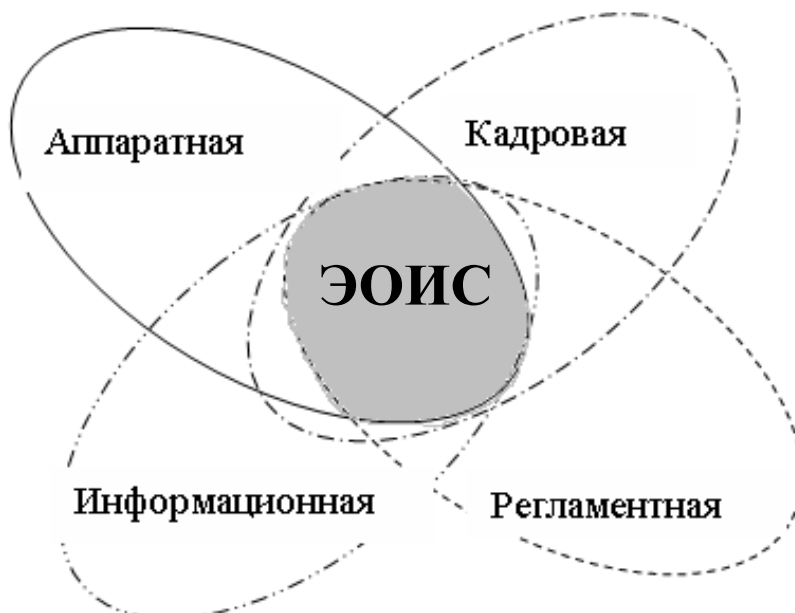 Аппаратная
Кадровая
ЭОИС
Информационная
Регламентная